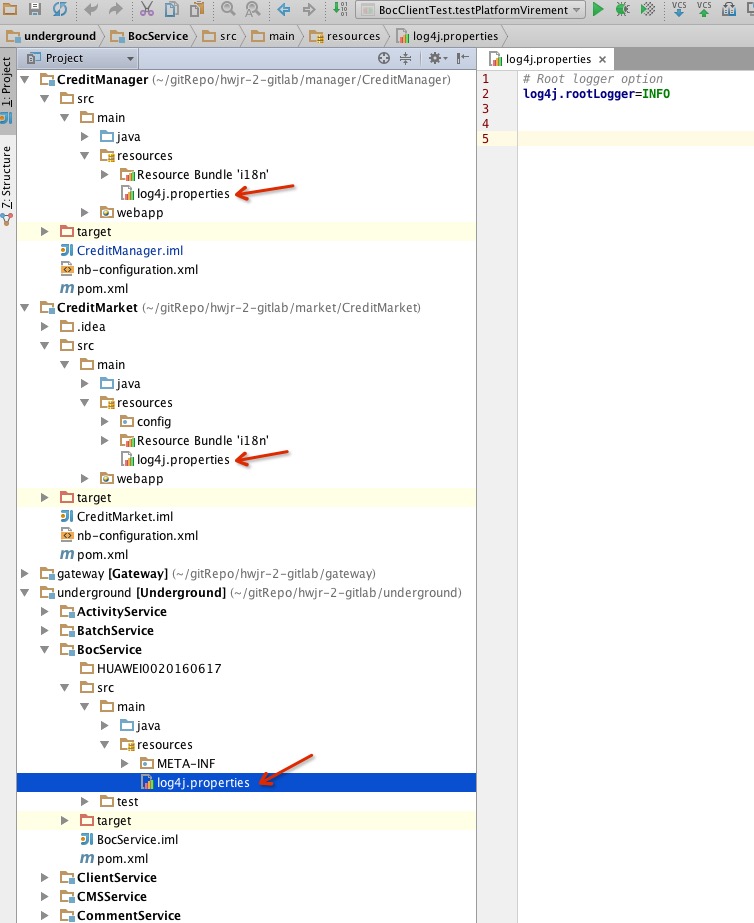 BocClientTest.testPlatformVirement
VCS
VCS
underground
BocService
src
main
resources
log4j.properties
1: Project
7: Structure
Project
CreditManager (~/gitRepo/hwjr-2-gitlab/manager/CreditManager)
src
main
java
resources
Resource Bundle 'i18n'
log4j.properties
webapp
target
CreditManager.iml
nb-configuration.xml
pom.xml
CreditMarket (~/gitRepo/hwjr-2-gitlab/market/CreditMarket)
.idea
src
main
java
resources
config
Resource Bundle 'i18n'
log4j.properties
webapp
target
CreditMarket.iml
nb-configuration.xml
pom.xml
gateway [Gateway] (~/gitRepo/hwjr-2-gitlab/gateway)
underground [Underground] (~/gitRepo/hwjr-2-gitlab/underground)
ActivityService
BatchService
BocService
HUAWEI0020160617
src
main
java
resources
META-INF
log4j.properties
test
target
BocService.iml
pom.xml
ClientService
CMSService
CommentService
log4j.properties
1 # Root logger option
2 log4j.rootLogger=INFO
3
4
5